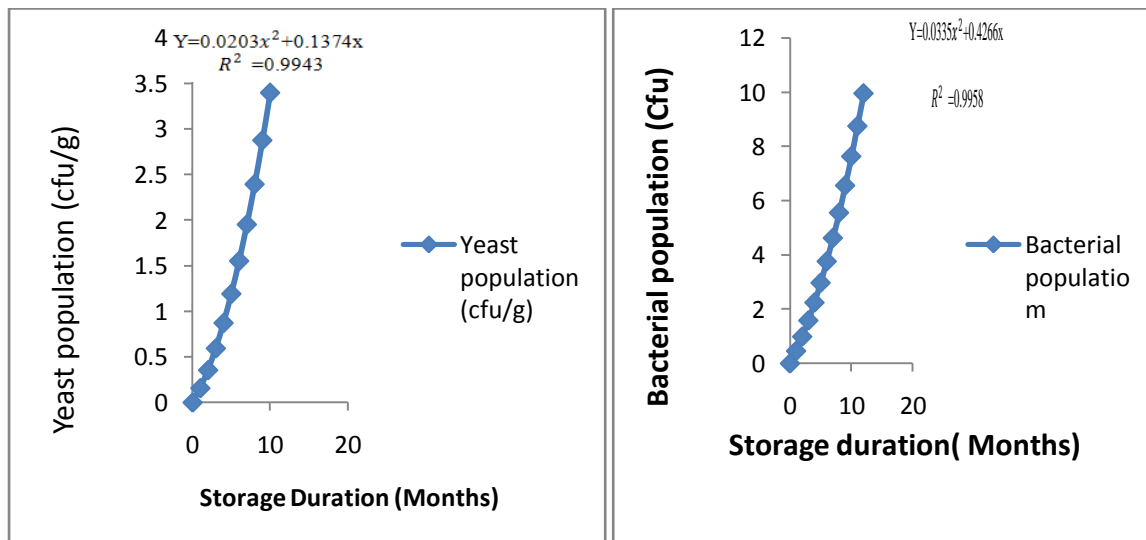 Y=0.0203x²+0.1374x
R² =0.9943
Yeast population (cfu/g)
4
3.5
3
2.5
2
1.5
1
0.5
0
0 10 20
Storage Duration (Months)
Yeast
population
(cfu/g)
Y=0.0335x²+0.4266x
R² =0.9958
Bacterial population (Cfu)
12
10
8
6
4
2
0
0 10 20
Storage duration( Months)
Bacterial
populatio
m